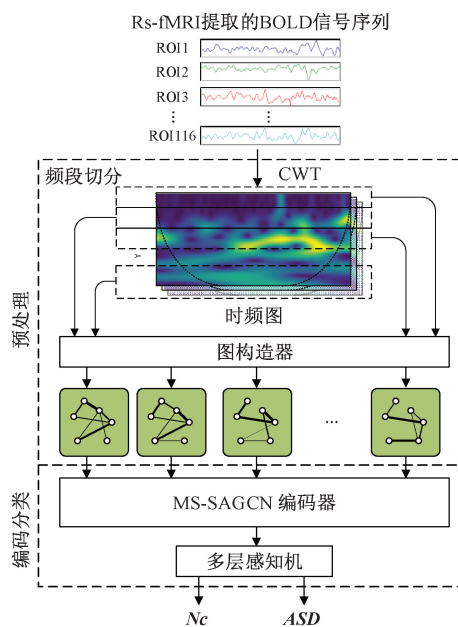 Rs-fMRI提取的BOLD信号序列
ROI1
ROI2
ROI3
...
...
ROI116
频段切分
CWT
时频图
预处理
图构造器
...
编码分类
MS-SAGCN 编码器
多层感知机
Nc
ASD